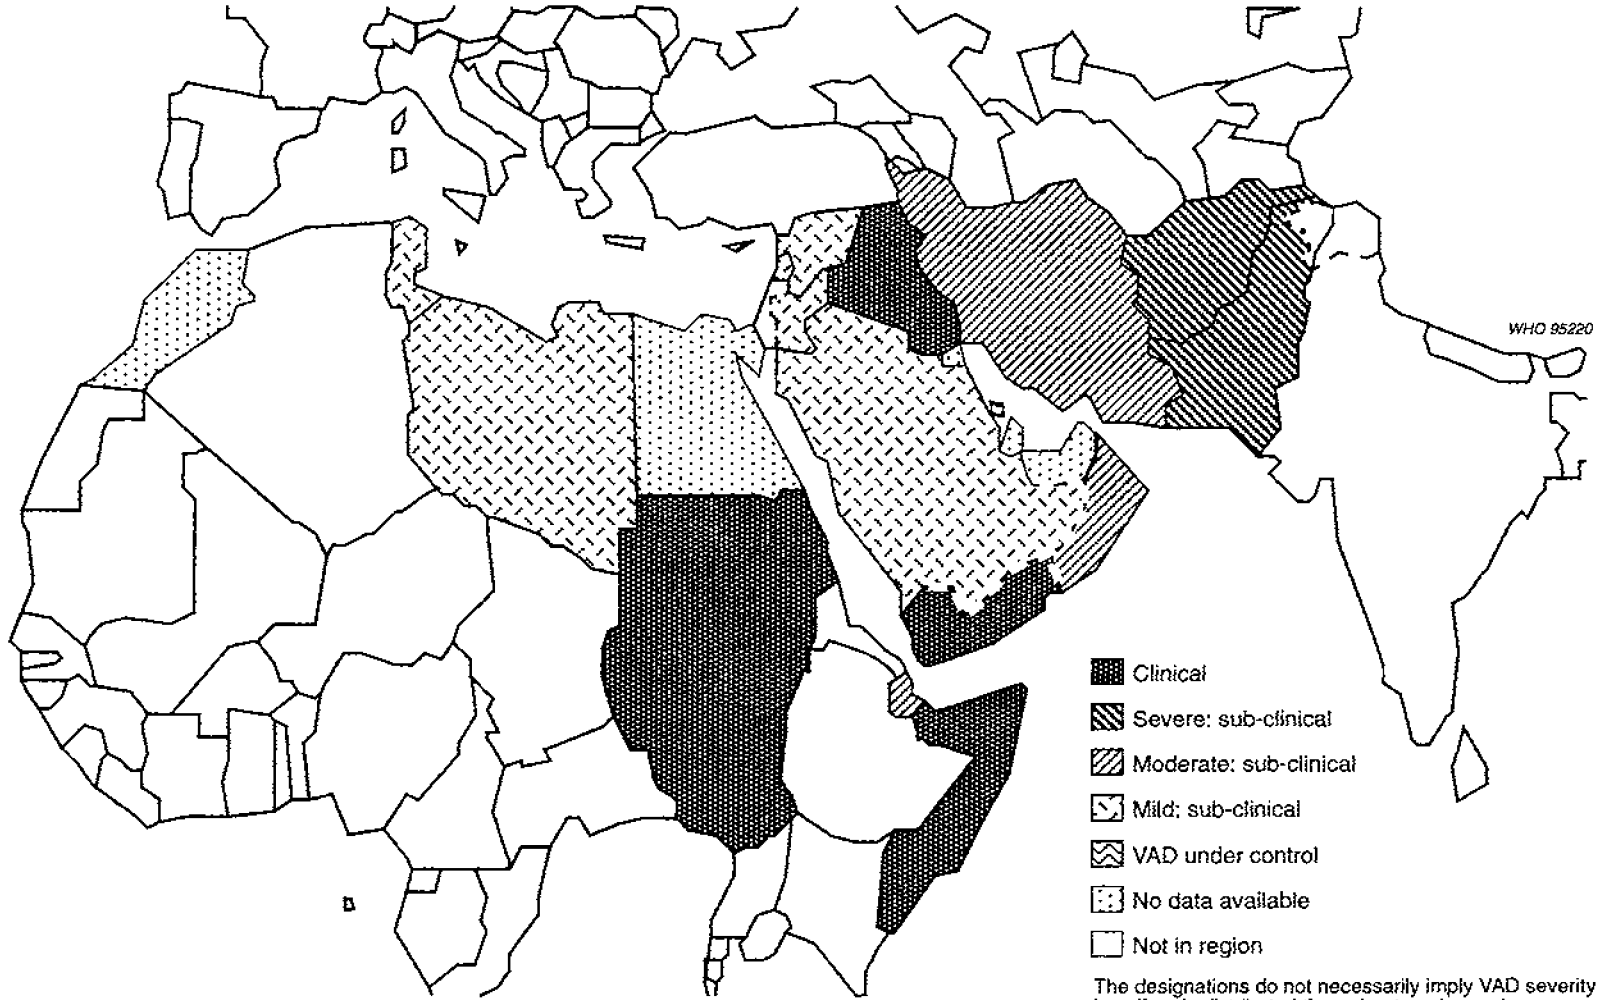 WHO 95220
Clinical
Severe: sub-clinical
Moderate: sub-clinical
Mild: sub-clinical
VAD under control
No data available
Not in region
The designations do not necessarily imply VAD severity